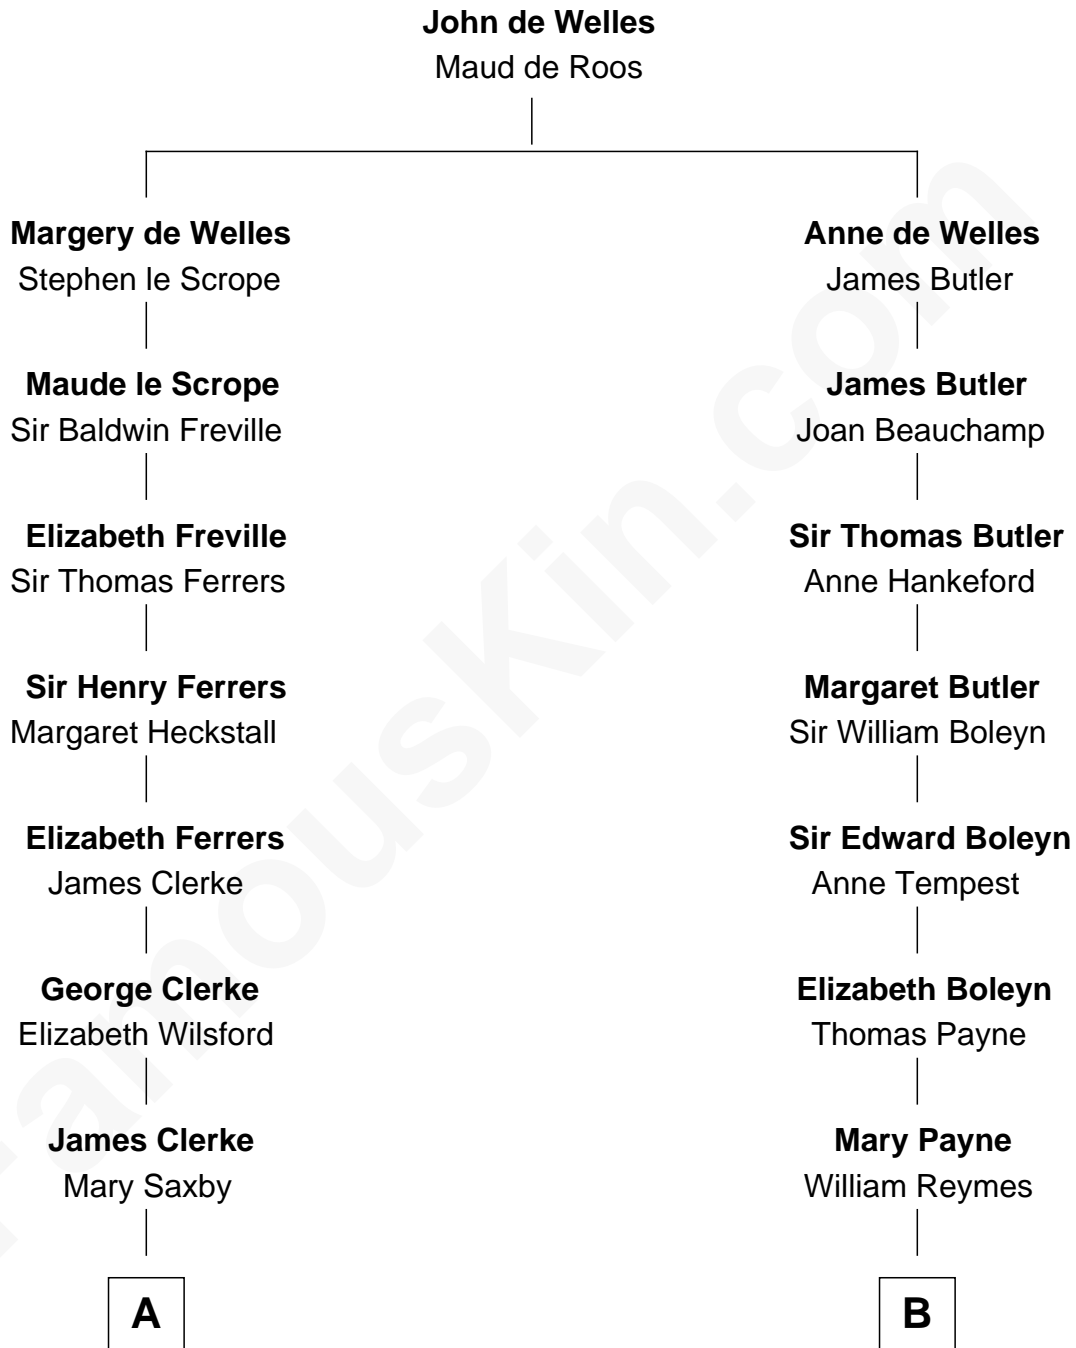 John de Welles
Maud de Roos
Margery de Welles
Stephen le Scrope
Anne de Welles
James Butler
Maude le Scrope
Sir Baldwin Freville
James Butler
Joan Beauchamp
Elizabeth Freville
Sir Thomas Ferrers
Sir Thomas Butler
Anne Hankeford
Sir Henry Ferrers
Margaret Heckstall
Margaret Butler
Sir William Boleyn
Elizabeth Ferrers
James Clerke
Sir Edward Boleyn
Anne Tempest
George Clerke
Elizabeth Wilsford
Elizabeth Boleyn
Thomas Payne
James Clerke
Mary Saxby
Mary Payne
William Reymes
A
B
FamousKin.com